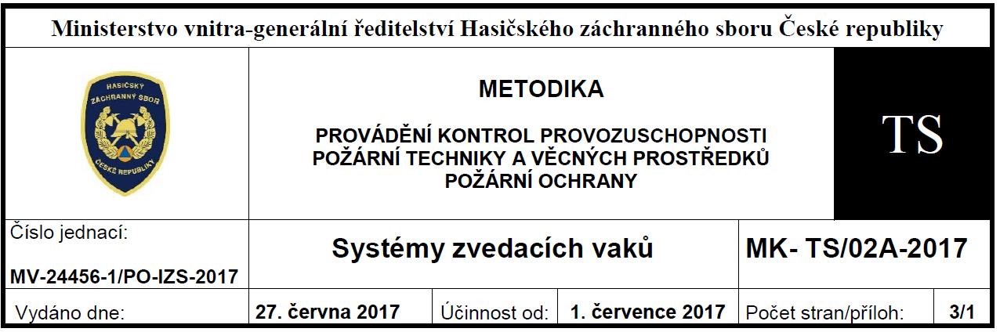 Ministerstvo vnitra-generální ředitelství Hasičského záchranného sboru České republiky
HASIČSKÝ
ZÁCHRANNÝ SBOR
ČESKÉ REPUBLIKY
METODIKA
PROVÁDĚNÍ KONTROL PROVOZUSCHOPNOSTI
POŽÁRNÍ TECHNIKY A VĚCNÝCH PROSTŘEDKŮ
POŽÁRNÍ OCHRANY
TS
Číslo jednací:
MV-24456-1/PO-IZS-2017
Systémy zvedacích vaků
MK- TS/02A-2017
Vydáno dne:
27. června 2017
Účinnost od:
1. července 2017
Počet stran/příloh:
3/1